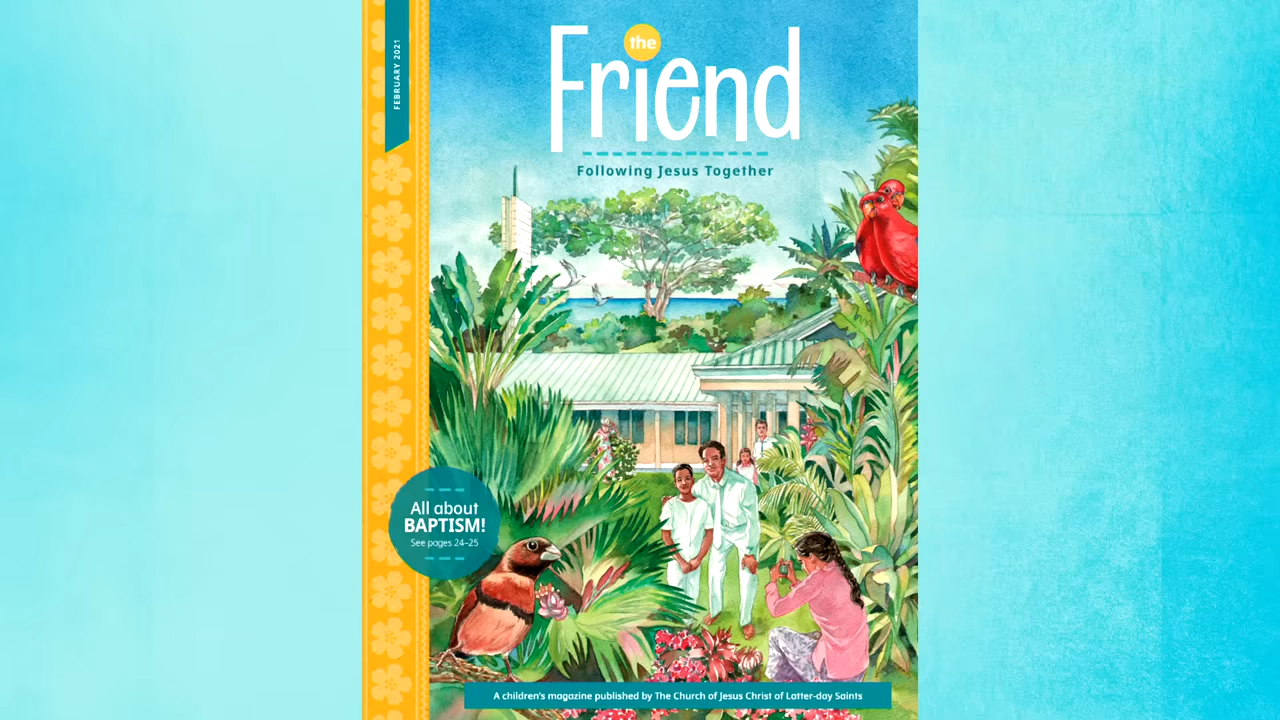 FEBRUARY 2021
the
Friend
Following Jesus Together
All about
BAPTISM!
See pages 24–25
A children's magazine published by The Church of Jesus Christ of Latter-day Saints